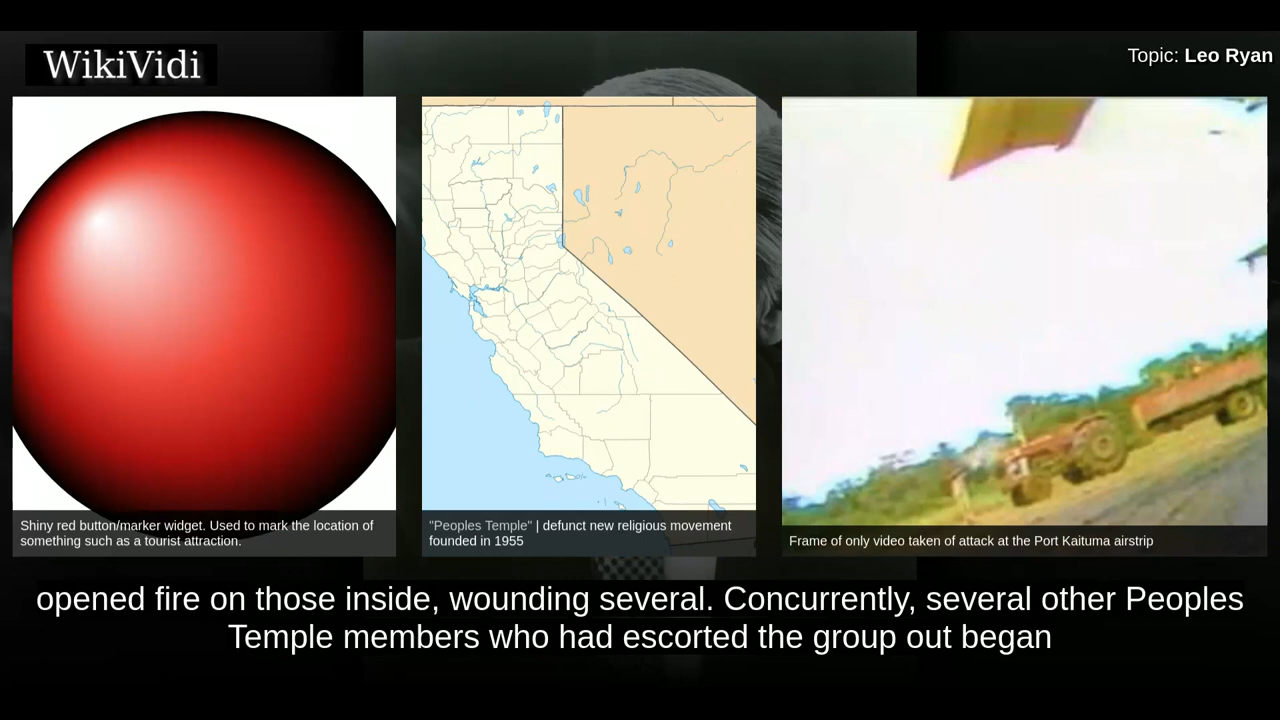 WikiVidi
Topic: Leo Ryan
Shiny red button/marker widget. Used to mark the location of
something such as a tourist attraction.
"Peoples Temple" | defunct new religious movement
founded in 1955
Frame of only video taken of attack at the Port Kaituma airstrip
opened fire on those inside, wounding several. Concurrently, several other Peoples
Temple members who had escorted the group out began